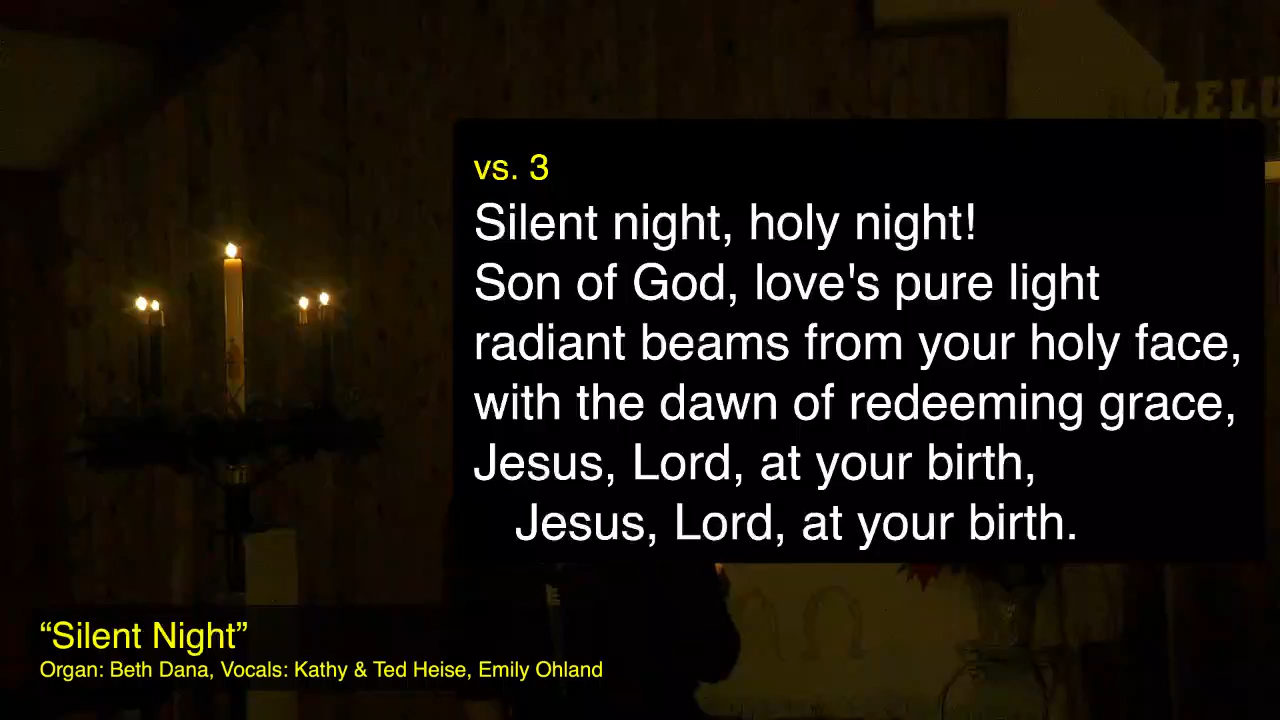 vs. 3
Silent night, holy night!
Son of God, love's pure light
radiant beams from your holy face,
with the dawn of redeeming grace,
Jesus, Lord, at your birth,
Jesus, Lord, at your birth.
“Silent Night”
Organ: Beth Dana, Vocals: Kathy & Ted Heise, Emily Ohland